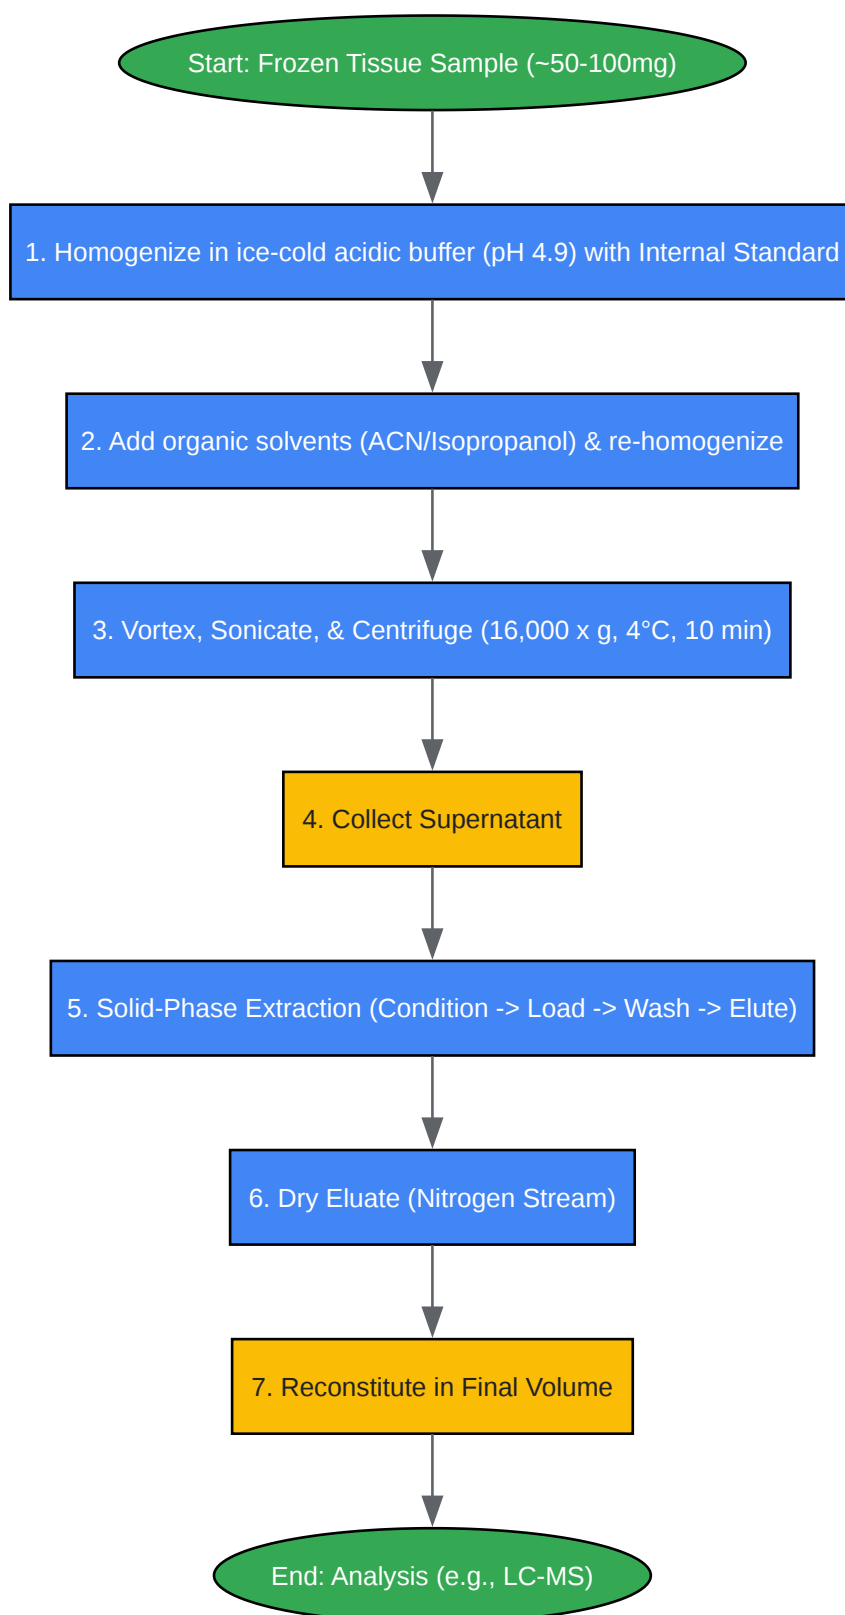 Start: Frozen Tissue Sample (~50-100mg)
1. Homogenize in ice-cold acidic buffer (pH 4.9) with Internal Standard
2. Add organic solvents (ACN/Isopropanol) & re-homogenize
3. Vortex, Sonicate, & Centrifuge (16,000 x g, 4°C, 10 min)
4. Collect Supernatant
5. Solid-Phase Extraction (Condition -> Load -> Wash -> Elute)
6. Dry Eluate (Nitrogen Stream)
7. Reconstitute in Final Volume
End: Analysis (e.g., LC-MS)